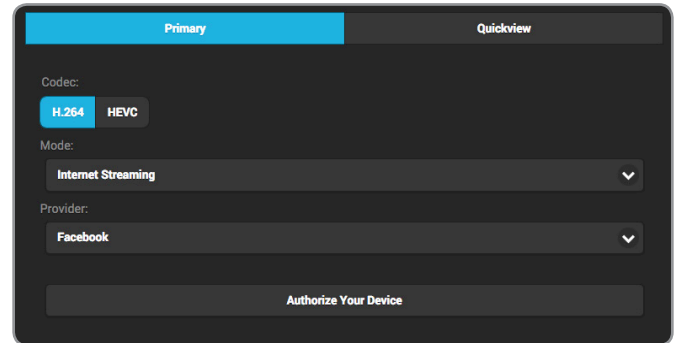 Primary Quickview
Codec:
H.264 HEVC
Mode:
Internet Streaming
Provider:
Facebook
Authorize Your Device